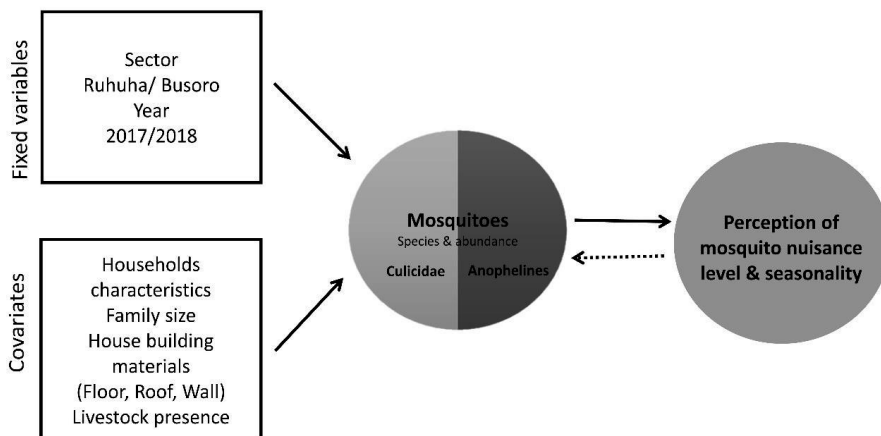 Fixed variables
Sector
Ruhuha/ Busoro
Year
2017/2018
Covariates
Households
characteristics
Family size
House building
materials
(Floor, Roof, Wall)
Livestock presence
Mosquitoes
Species & abundance
Culicidae
Anophelines
Perception of
mosquito nuisance
level & seasonality